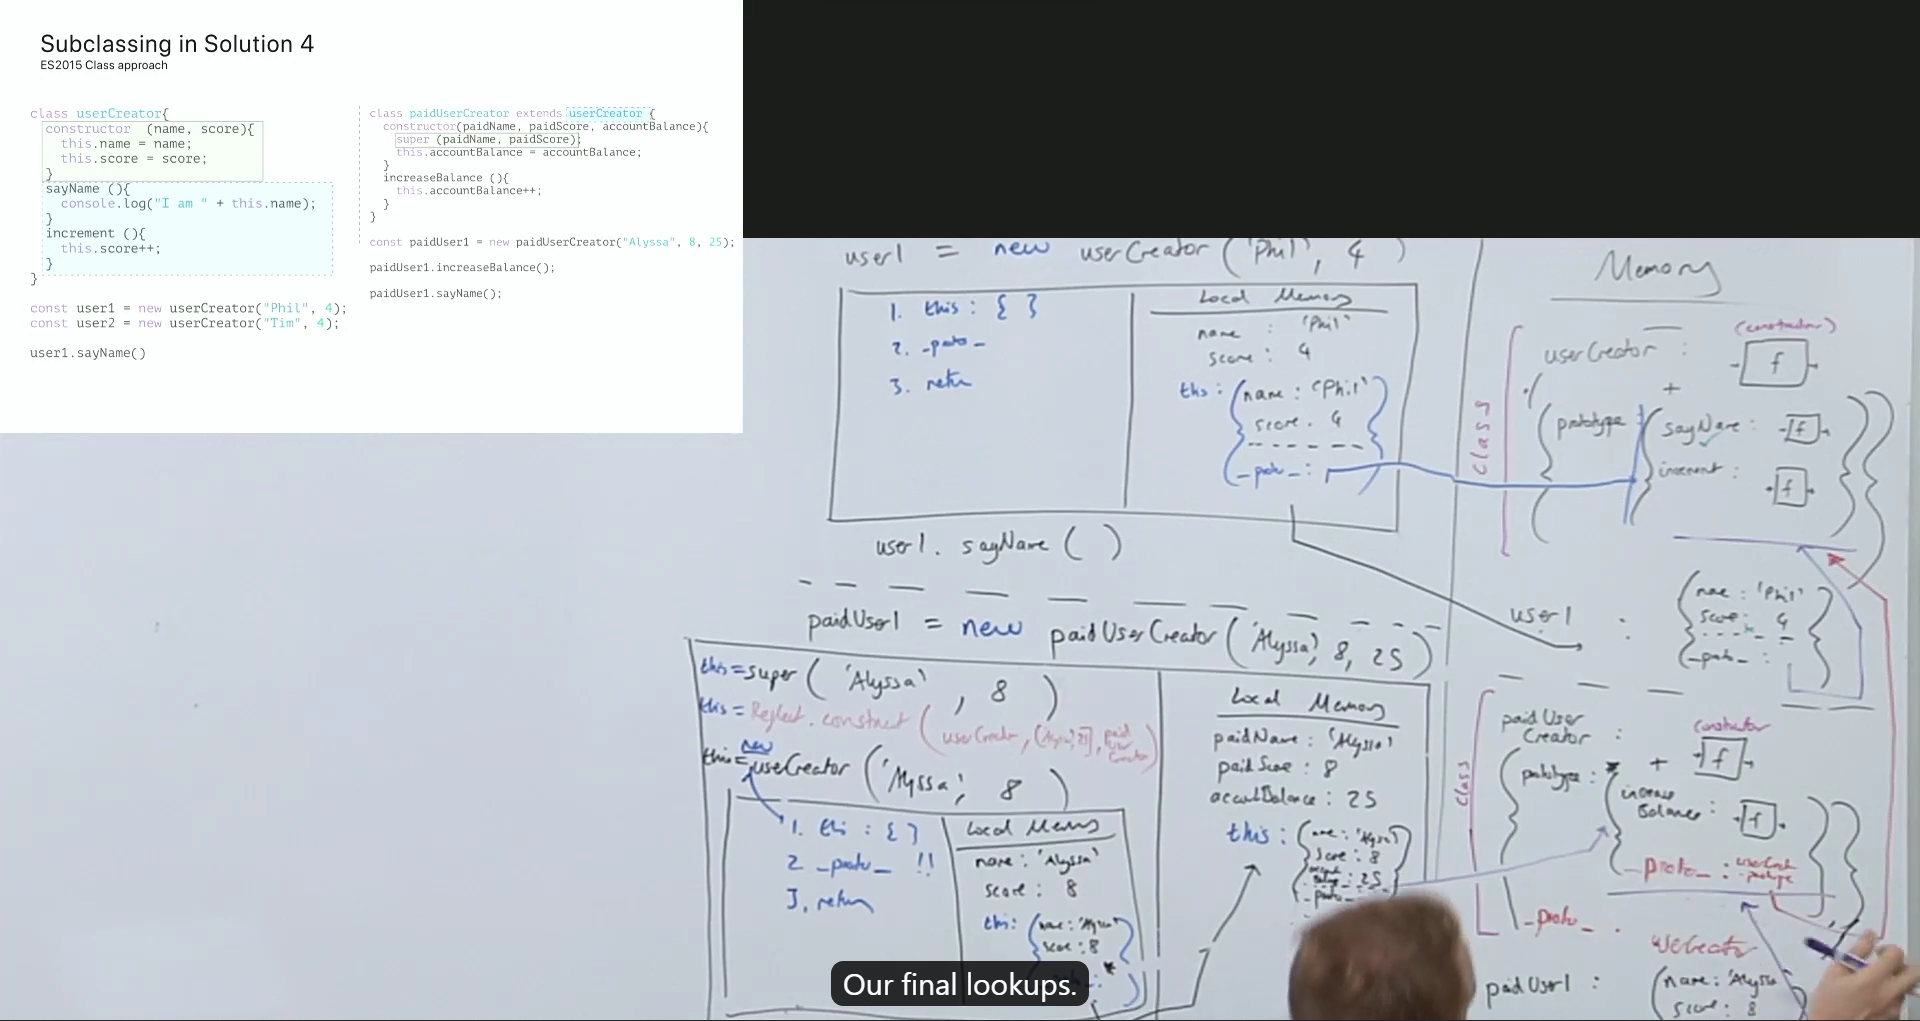 Subclassing in Solution 4
ES2015 Class approach
class userCreator{
constructor (name, score){
this.name = name;
this.score = score;
}
sayName (){
console.log("I am " + this.name);
}
increment (){
this.score++;
}
}
const user1 = new userCreator("Phil", 4);
const user2 = new userCreator("Tim", 4);
user1.sayName()
class paidUserCreator extends userCreator {
constructor(paidName, paidScore, accountBalance){
super (paidName, paidScore);
this.accountBalance = accountBalance;
}
increaseBalance (){
this.accountBalance++;
}
}
const paidUser1 = new paidUserCreator("Alyssa", 8, 25);
paidUser1.increaseBalance();
paidUser1.sayName();
user1 = new userCreator ('Phil', 4 )
1. this : { }
2. _proto_
3. return
Local Memory
name : 'Phil'
score : 4
this : { name : 'Phil'
score : 4
_proto_ :
user1. sayName ( )
paidUser1 = new paidUserCreator ('Alyssa', 8, 25)
this = super ( 'Alyssa' , 8 )
this = Reflect.construct (userCreator,
this = new userCreator ('Alyssa', 8 )
1. this : { }
2 _proto_ !!
3. return
Local Memory
name : 'Alyssa'
score : 8
this: { name : 'Alyssa'
score : 8
Local Memory
paidName : 'Alyssa'
paidScore : 8
accountBalance : 25
this : { name : 'Alyssa'
score : 8
: 25
_proto_
Memory
class
(constructor)
userCreator : f
+
prototype { sayName : f
increment : f
user1 : { name : 'Phil'
score : 4
_proto_ :
class
paidUser
Creator :
constructor
f
+
prototype : { increase
Balance : f
_proto_ :
_proto_ :
userCreator
paidUser1 : { name : 'Alyssa
score : 8
Our final lookups.